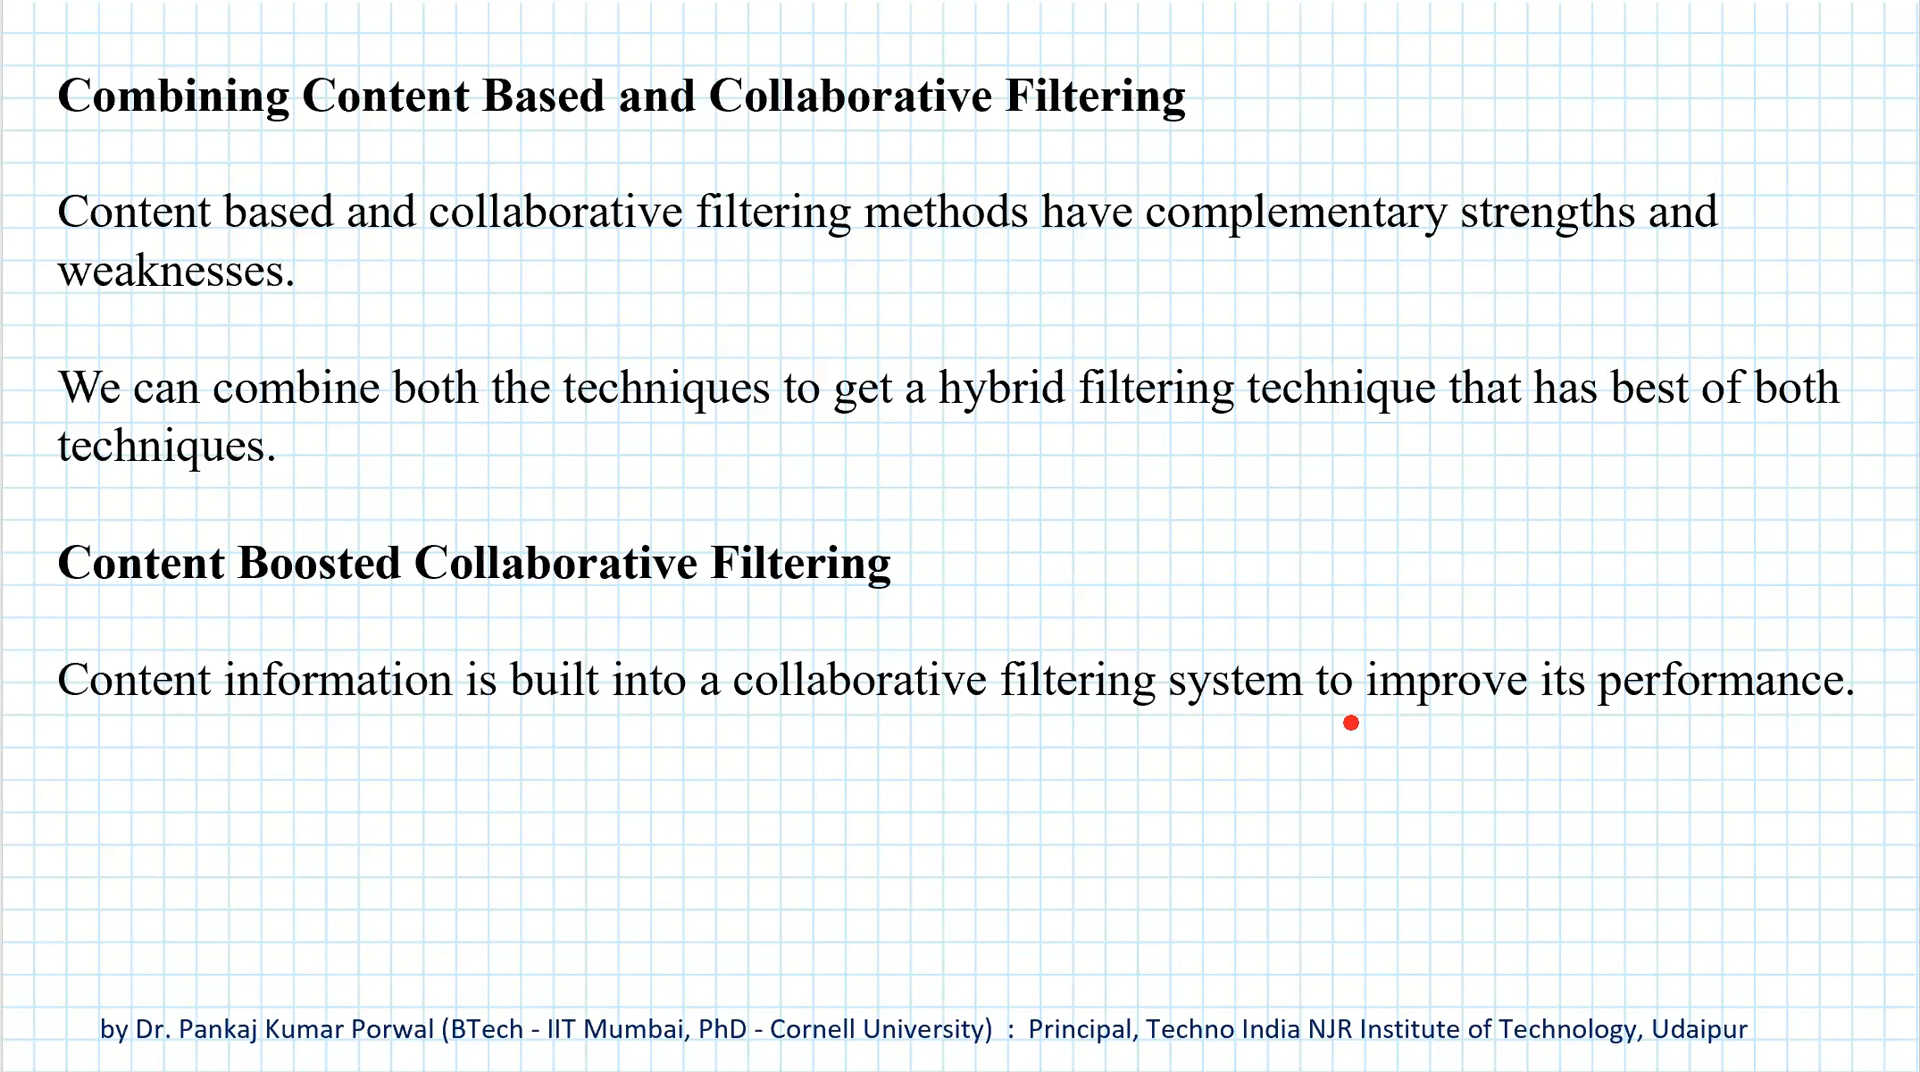 Combining Content Based and Collaborative Filtering
Content based and collaborative filtering methods have complementary strengths and
weaknesses.
We can combine both the techniques to get a hybrid filtering technique that has best of both
techniques.
Content Boosted Collaborative Filtering
Content information is built into a collaborative filtering system to improve its performance.
by Dr. Pankaj Kumar Porwal (BTech - IIT Mumbai, PhD - Cornell University) : Principal, Techno India NJR Institute of Technology, Udaipur